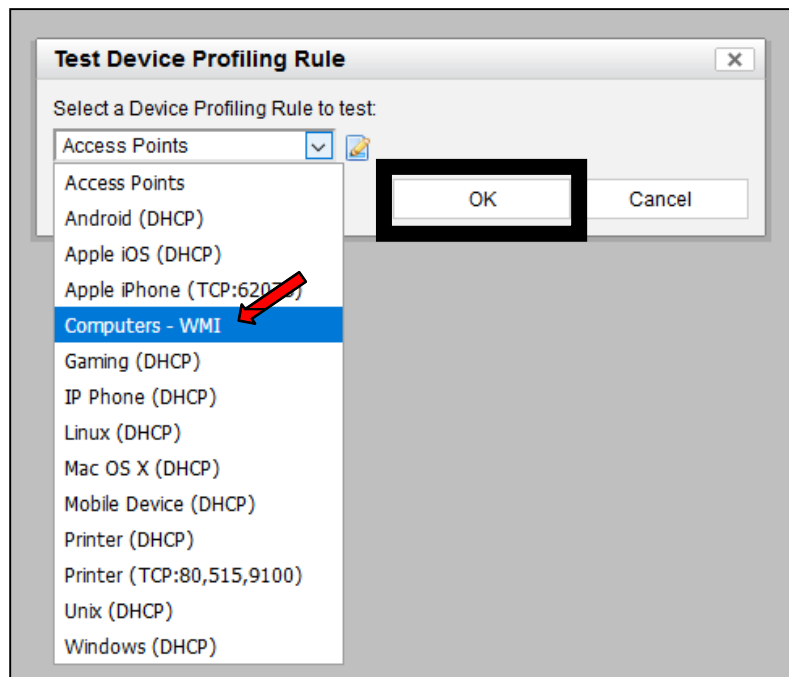 Test Device Profiling Rule
Select a Device Profiling Rule to test:
Access Points
Access Points
Android (DHCP)
Apple iOS (DHCP)
Apple iPhone (TCP:62078)
Computers - WMI
Gaming (DHCP)
IP Phone (DHCP)
Linux (DHCP)
Mac OS X (DHCP)
Mobile Device (DHCP)
Printer (DHCP)
Printer (TCP:80,515,9100)
Unix (DHCP)
Windows (DHCP)
OK Cancel